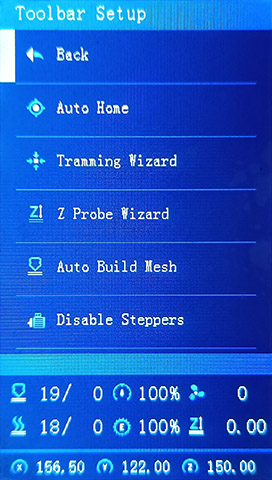 Toolbar Setup
Back
Auto Home
Tramming Wizard
Z Probe Wizard
Auto Build Mesh
Disable Steppers
19/ 0 100% 0
18/ 0 E 100% 0.00
X 156.50 Y 122.00 Z 150.00